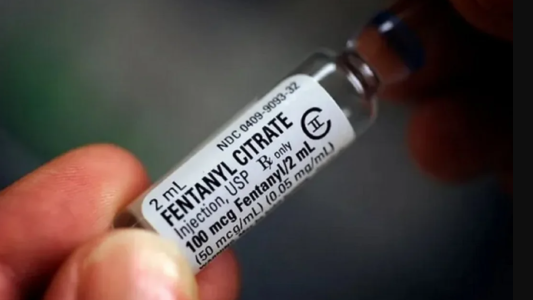 NDC 0409-9093-32
2 mL
FENTANYL CITRATE
CII
Injection, USP Rx only
100 mcg Fentanyl/2 mL
(50 mcg/mL) (0.05 mg/mL)